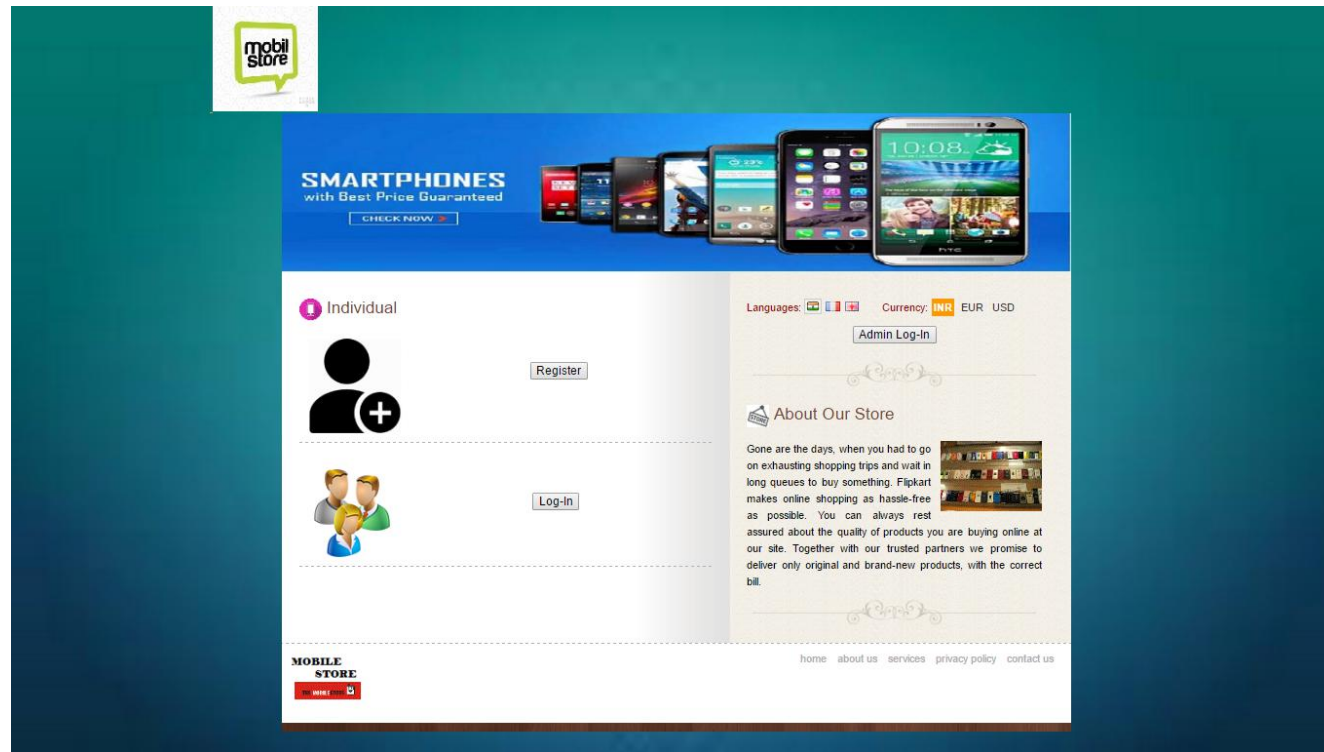 mobil
store
SMARTPHONES
with Best Price Guaranteed
CHECK NOW
10:08
hTC
Individual
Languages: Currency: INR EUR USD
Admin Log-In
Register
About Our Store
Gone are the days, when you had to go
on exhausting shopping trips and wait in
long queues to buy something. Flipkart
makes online shopping as hassle-free
as possible. You can always rest
assured about the quality of products you are buying online at
our site. Together with our trusted partners we promise to
deliver only original and brand-new products, with the correct
bill.
Log-In
MOBILE
STORE
home about us services privacy policy contact us